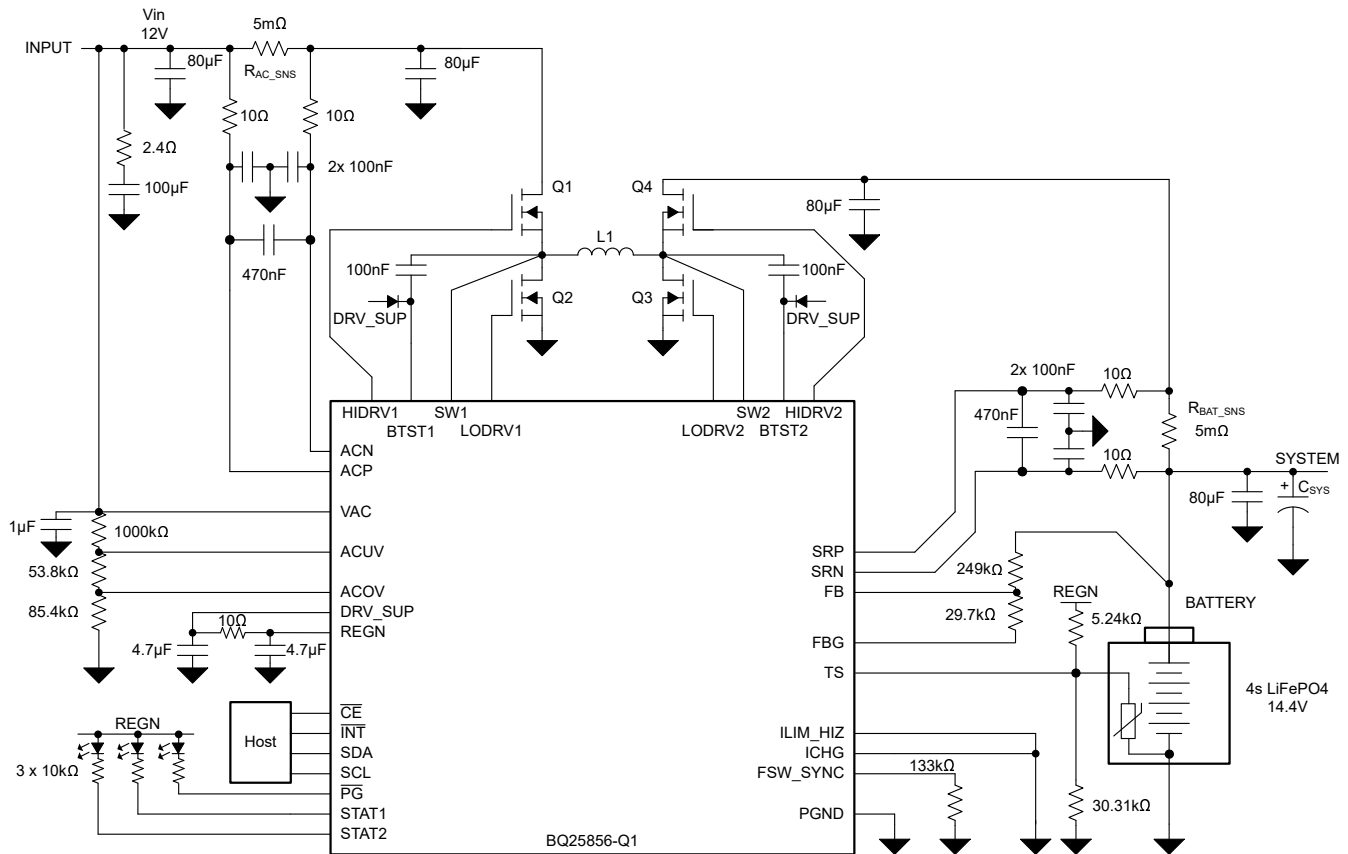 Vin
12V
5mΩ
INPUT
80µF
R_AC_SNS
80µF
10Ω
10Ω
2.4Ω
2x 100nF
100µF
Q1
Q4
80µF
L1
470nF
100nF
100nF
Q2
Q3
DRV_SUP
DRV_SUP
2x 100nF
10Ω
HIDRV1
SW1
SW2
HIDRV2
BTST1
LODRV1
LODRV2
BTST2
470nF
R_BAT_SNS
5mΩ
ACN
ACP
10Ω
SYSTEM
80µF
+
C_SYS
VAC
1µF
1000kΩ
ACUV
SRP
53.8kΩ
SRN
249kΩ
ACOV
FB
REGN
BATTERY
85.4kΩ
DRV_SUP
29.7kΩ
5.24kΩ
10Ω
REGN
FBG
4.7µF
4.7µF
TS
4s LiFePO4
14.4V
CE
REGN
INT
ILIM_HIZ
Host
SDA
ICHG
3 x 10kΩ
SCL
FSW_SYNC
133kΩ
PG
STAT1
30.31kΩ
PGND
STAT2
BQ25856-Q1